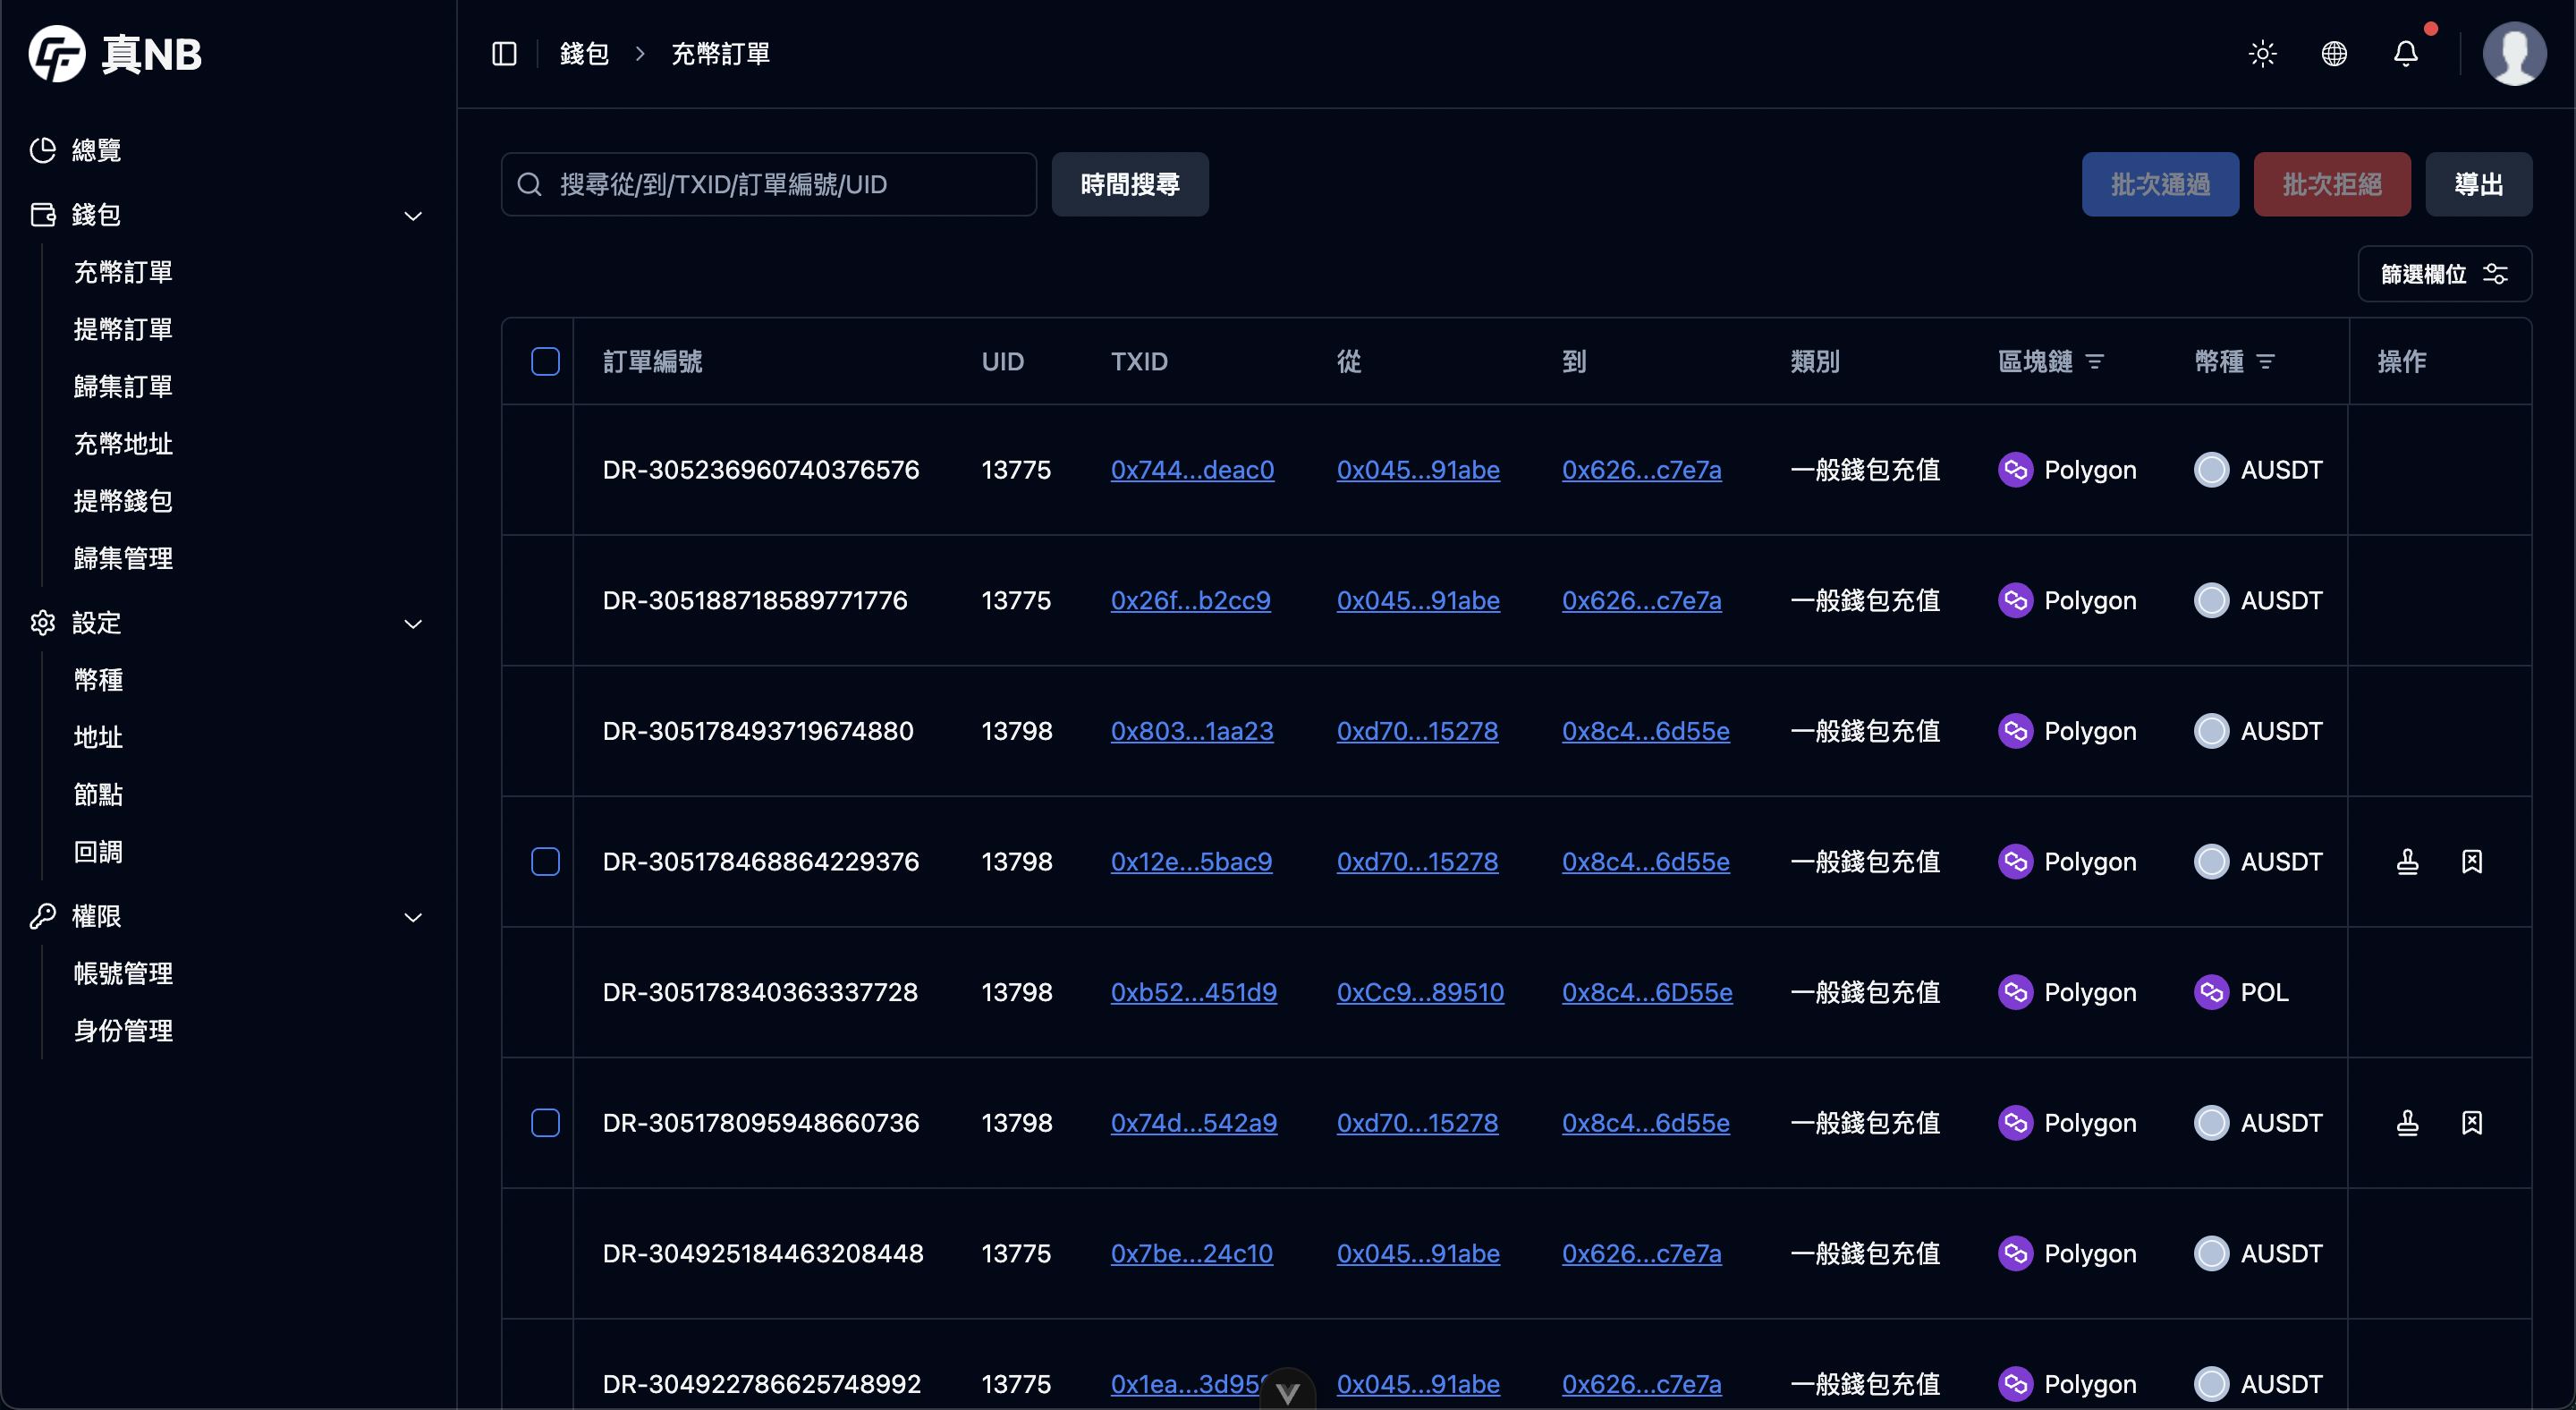 真NB
錢包
充幣訂單
總覽
錢包
充幣訂單
提幣訂單
歸集訂單
充幣地址
提幣錢包
歸集管理
設定
幣種
地址
節點
回調
權限
帳號管理
身份管理
搜尋從/到/TXID/訂單編號/UID
時間搜尋
批次通過
批次拒絕
導出
篩選欄位
訂單編號 UID TXID 從 到 類別 區塊鏈 幣種 操作
DR-305236960740376576 13775 0x744...deac0 0x045...91abe 0x626...c7e7a 一般錢包充值 Polygon AUSDT
DR-305188718589771776 13775 0x26f...b2cc9 0x045...91abe 0x626...c7e7a 一般錢包充值 Polygon AUSDT
DR-305178493719674880 13798 0x803...1aa23 0xd70...15278 0x8c4...6d55e 一般錢包充值 Polygon AUSDT
DR-305178468864229376 13798 0x12e...5bac9 0xd70...15278 0x8c4...6d55e 一般錢包充值 Polygon AUSDT
DR-305178340363337728 13798 0xb52...451d9 0xCc9...89510 0x8c4...6D55e 一般錢包充值 Polygon POL
DR-305178095948660736 13798 0x74d...542a9 0xd70...15278 0x8c4...6d55e 一般錢包充值 Polygon AUSDT
DR-304925184463208448 13775 0x7be...24c10 0x045...91abe 0x626...c7e7a 一般錢包充值 Polygon AUSDT
DR-304922786625748992 13775 0x1ea...3d95 0x045...91abe 0x626...c7e7a 一般錢包充值 Polygon AUSDT